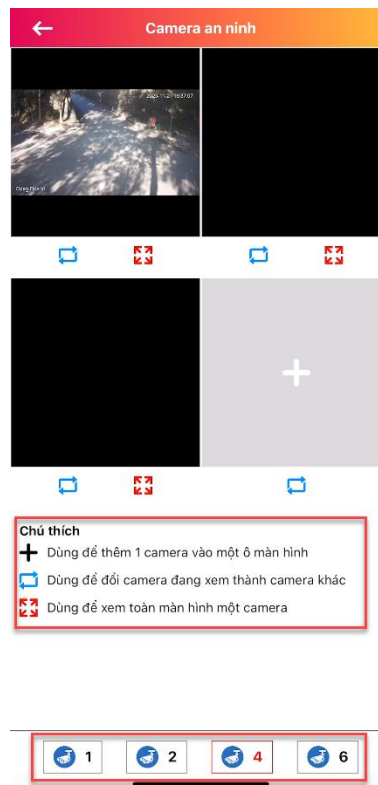 Camera an ninh
Chú thích
Dùng để thêm 1 camera vào một ô màn hình
Dùng để đổi camera đang xem thành camera khác
Dùng để xem toàn màn hình một camera
1
2
4
6